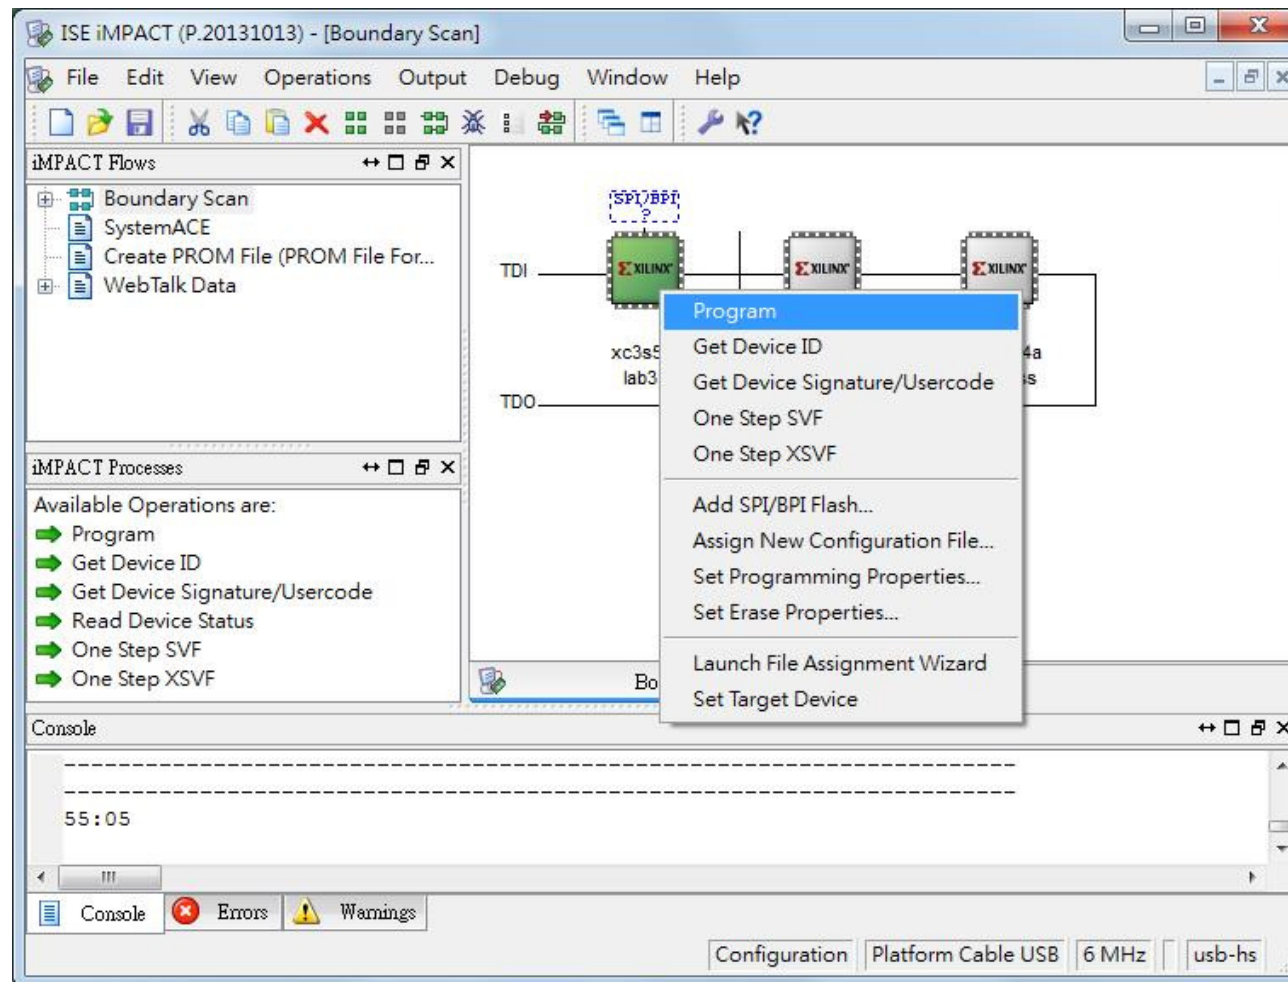 ISE iMPACT (P.20131013) - [Boundary Scan]
File Edit View Operations Output Debug Window Help
iMPACT Flows
Boundary Scan
SystemACE
Create PROM File (PROM File For...
WebTalk Data
SPI/BPI
?
TDI
XILINX
XILINX
XILINX
xc3s5
lab3
4a
ss
TDO
Program
Get Device ID
Get Device Signature/Usercode
One Step SVF
One Step XSVF
Add SPI/BPI Flash...
Assign New Configuration File...
Set Programming Properties...
Set Erase Properties...
Launch File Assignment Wizard
Set Target Device
iMPACT Processes
Available Operations are:
Program
Get Device ID
Get Device Signature/Usercode
Read Device Status
One Step SVF
One Step XSVF
Bo
Console
55:05
Console Errors Warnings
Configuration Platform Cable USB 6 MHz usb-hs